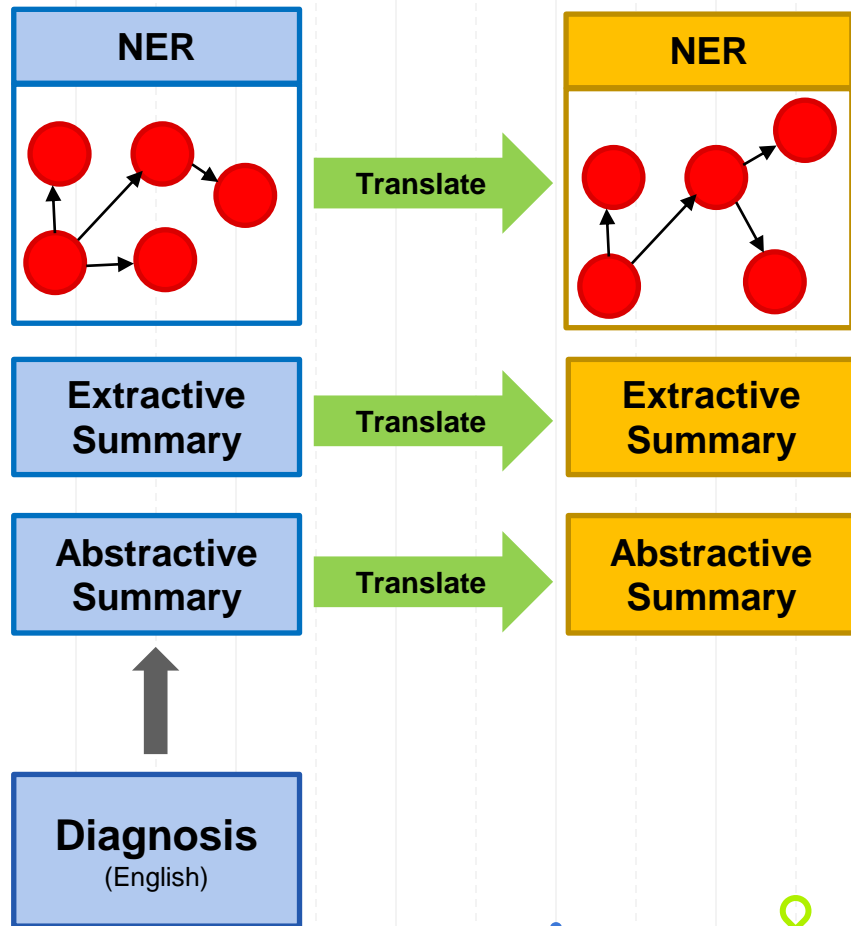 NER
NER
Translate
Extractive
Summary
Translate
Extractive
Summary
Abstractive
Summary
Translate
Abstractive
Summary
Diagnosis
(English)